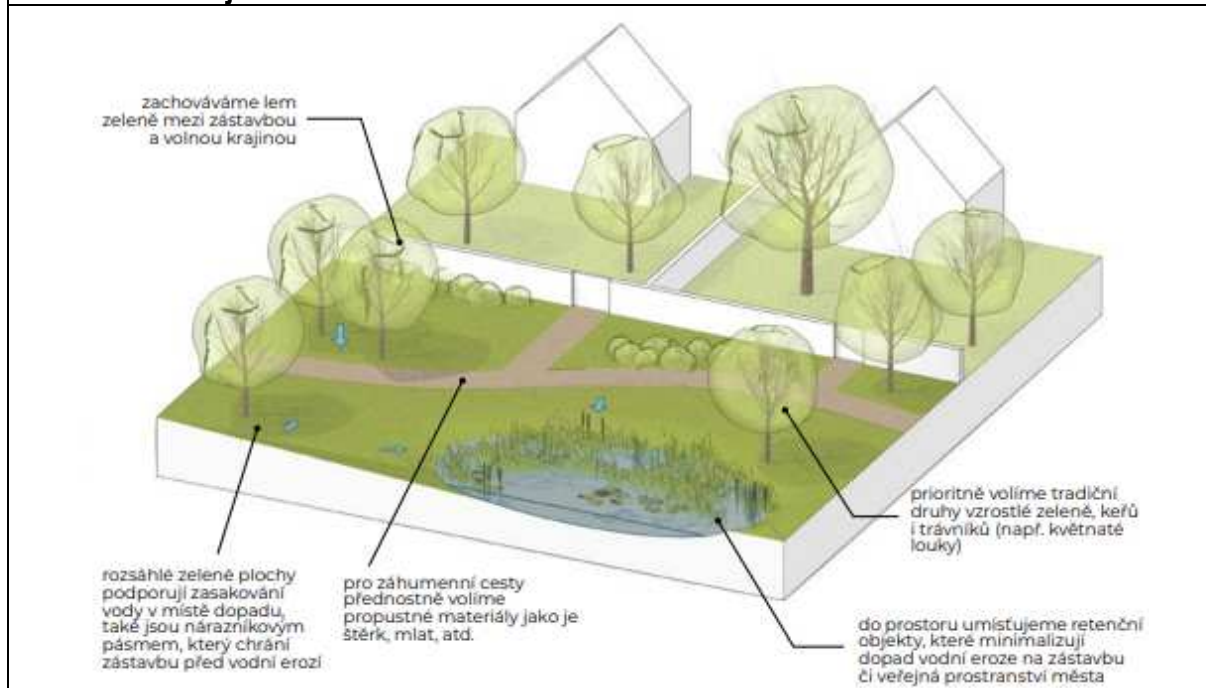 zachováváme lem
zeleně mezi zástavbou
a volnou krajinou
prioritně volíme tradiční
druhy vzrostlé zeleně, keřů
i trávníků (např. květnaté
louky)
rozsáhlé zelené plochy
podporují zasakování
vody v místě dopadu,
také jsou nárazníkovým
pásmem, který chrání
zástavbu před vodní erozí
pro záhumenní cesty
přednostně volíme
propustné materiály jako je
štěrk, mlat, atd.
do prostoru umísťujeme retenční
objekty, které minimalizují
dopad vodní eroze na zástavbu
či veřejná prostranství města